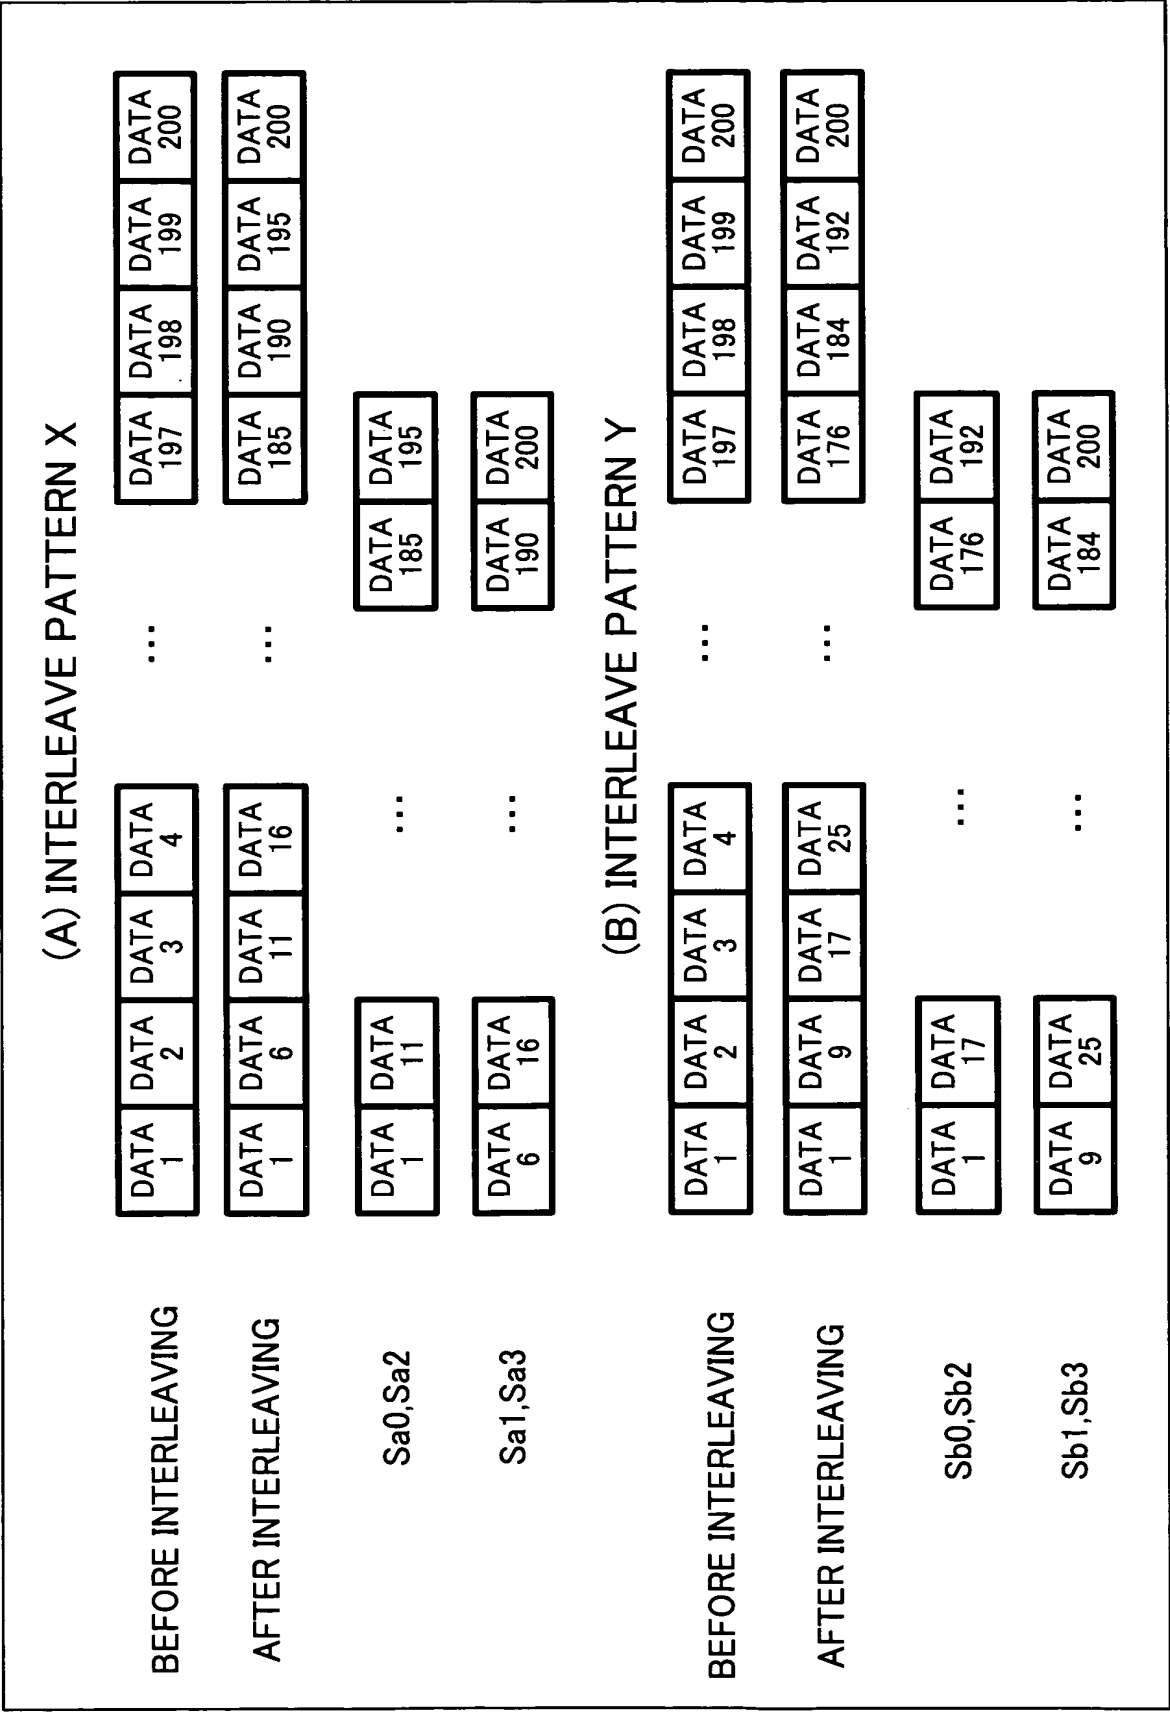 (A) INTERLEAVE PATTERN X
BEFORE INTERLEAVING DATA 1 DATA 2 DATA 3 DATA 4 ... DATA 197 DATA 198 DATA 199 DATA 200
AFTER INTERLEAVING DATA 1 DATA 6 DATA 11 DATA 16 ... DATA 185 DATA 190 DATA 195 DATA 200
Sa0,Sa2 DATA 1 DATA 11 ... DATA 185 DATA 195
Sa1,Sa3 DATA 6 DATA 16 ... DATA 190 DATA 200
(B) INTERLEAVE PATTERN Y
BEFORE INTERLEAVING DATA 1 DATA 2 DATA 3 DATA 4 ... DATA 197 DATA 198 DATA 199 DATA 200
AFTER INTERLEAVING DATA 1 DATA 9 DATA 17 DATA 25 ... DATA 176 DATA 184 DATA 192 DATA 200
Sb0,Sb2 DATA 1 DATA 17 ... DATA 176 DATA 192
Sb1,Sb3 DATA 9 DATA 25 ... DATA 184 DATA 200